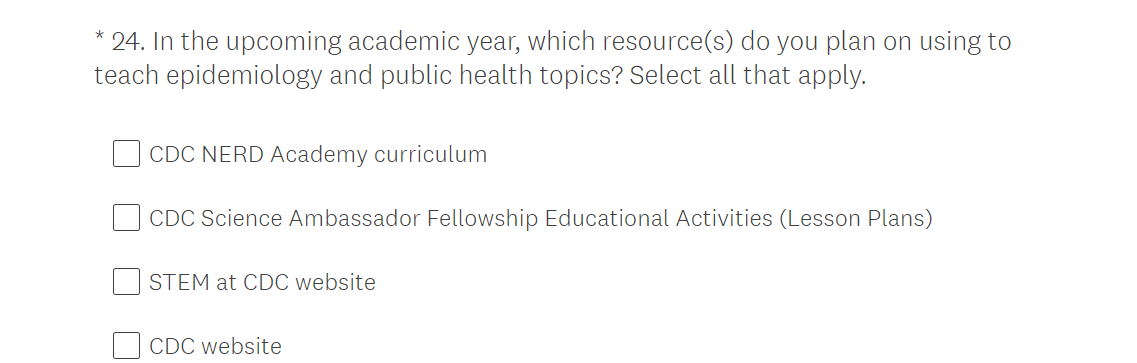 * 24. In the upcoming academic year, which resource(s) do you plan on using to
teach epidemiology and public health topics? Select all that apply.
CDC NERD Academy curriculum
CDC Science Ambassador Fellowship Educational Activities (Lesson Plans)
STEM at CDC website
CDC website